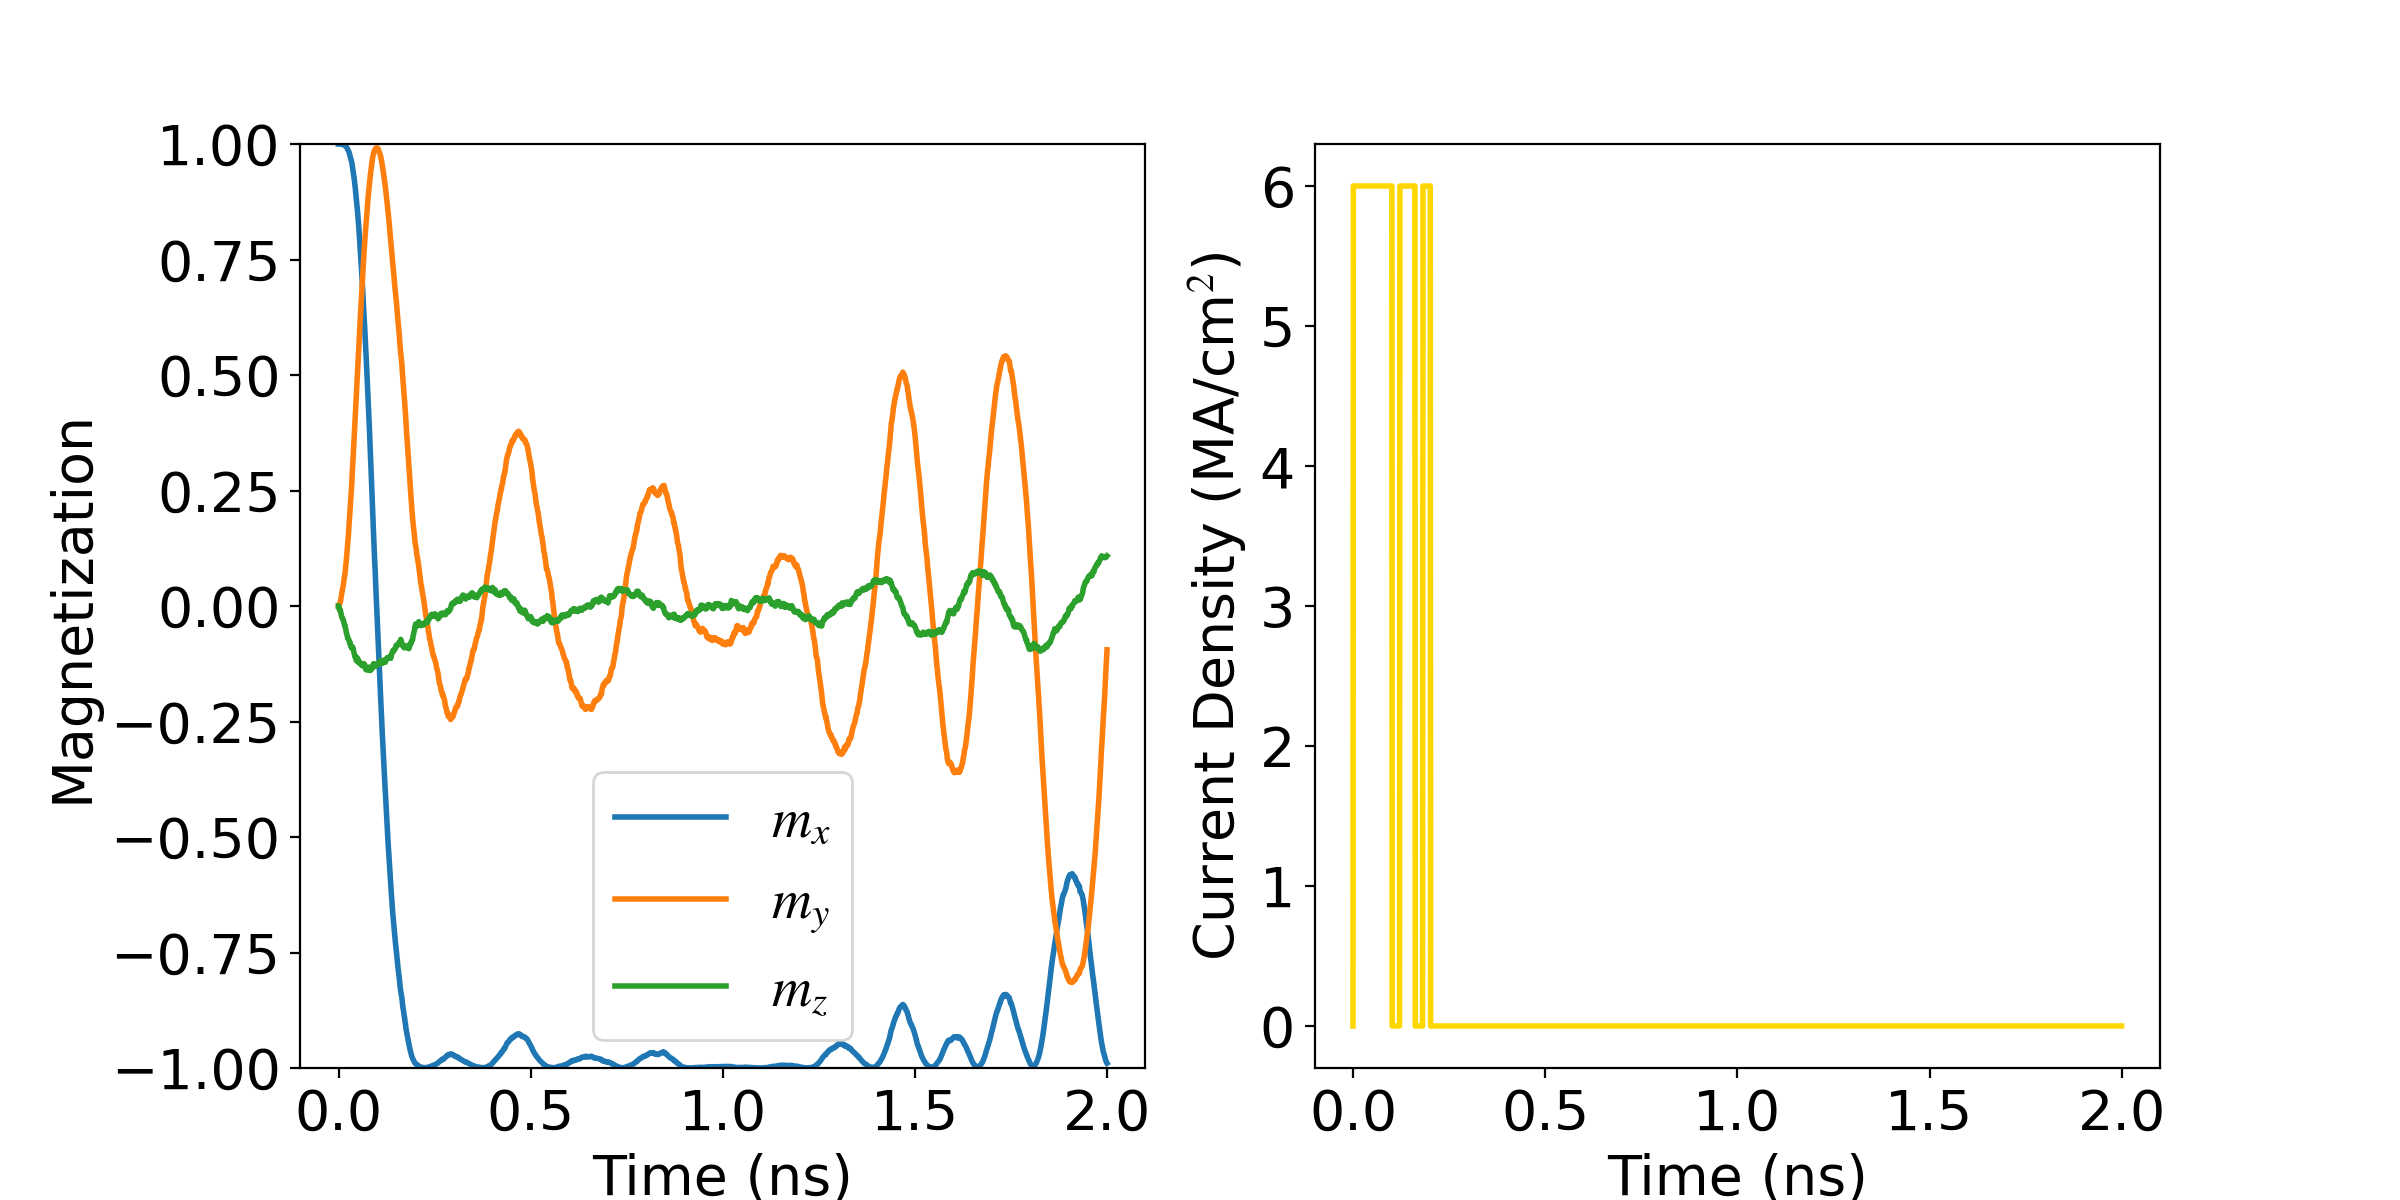 1.00
0.75
0.50
0.25
0.00
−0.25
−0.50
−0.75
−1.00
0.0 0.5 1.0 1.5 2.0
Time (ns)
Magnetization
m_x
m_y
m_z
6
5
4
3
2
1
0
0.0 0.5 1.0 1.5 2.0
Time (ns)
Current Density (MA/cm²)